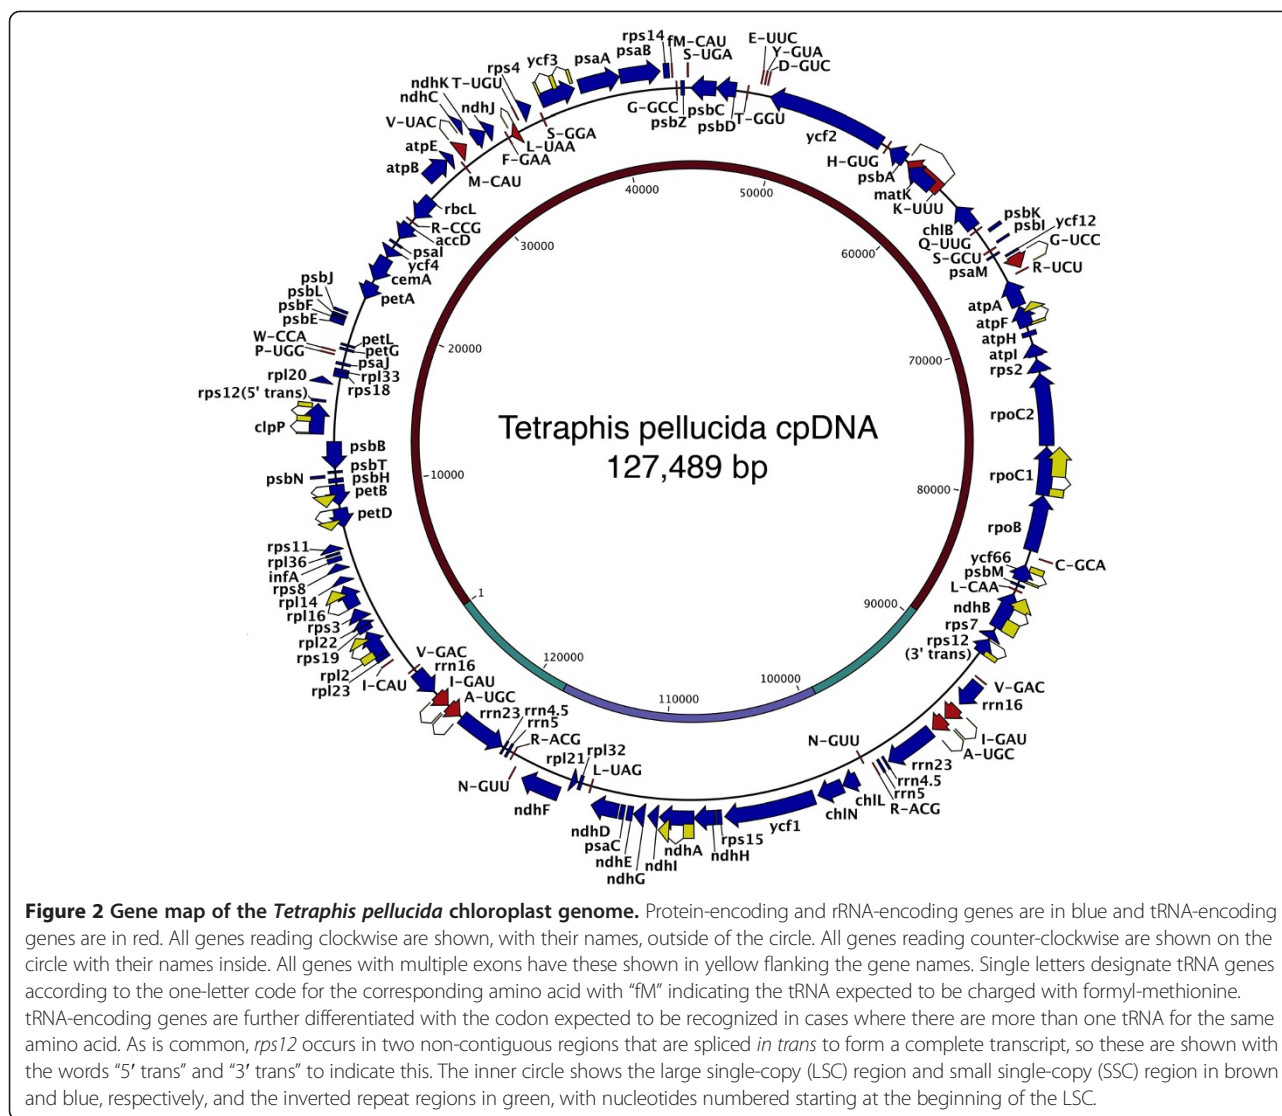 rps14
fM-CAU
S-UGA
E-UUC
Y-GUA
D-GUC
psaB
psaA
ycf3
rps4
T-UGU
ndhK
ndhC
ndhJ
V-UAC
atpE
atpB
G-GCC
psbZ
psbC
psbD
T-GGU
ycf2
S-GGA
L-UAA
F-GAA
M-CAU
H-GUG
psbA
matK
K-UUU
rbcL
R-CCG
accD
psaI
ycf4
cemA
petA
chlB
Q-UUG
S-GCU
psaM
psbK
psbI
ycf12
G-UCC
R-UCU
psbJ
psbL
psbF
psbE
W-CCA
P-UGG
petL
petG
psaJ
rpl33
rps18
rpl20
rps12(5' trans)
clpP
atpA
atpF
atpH
atpI
rps2
rpoC2
rpoC1
rpoB
psbB
psbT
psbN
psbH
petB
petD
rps11
rpl36
infA
rps8
rpl14
rpl16
rps3
rpl22
rps19
rpl2
rpl23
I-CAU
ycf66
C-GCA
psbM
L-CAA
ndhB
rps7
rps12
(3' trans)
V-GAC
rrn16
I-GAU
A-UGC
rrn23
rrn4.5
rrn5
R-ACG
N-GUU
V-GAC
rrn16
I-GAU
A-UGC
rrn23
rrn4.5
rrn5
R-ACG
N-GUU
rpl21
rpl32
L-UAG
ndhF
ndhD
psaC
ndhE
ndhG
ndhI
ndhA
ndhH
rps15
ycf1
chlN
chlL
1
10000
20000
30000
40000
50000
60000
70000
80000
90000
100000
110000
120000
Tetraphis pellucida cpDNA
127,489 bp
Figure 2 Gene map of the Tetraphis pellucida chloroplast genome. Protein-encoding and rRNA-encoding genes are in blue and tRNA-encoding
genes are in red. All genes reading clockwise are shown, with their names, outside of the circle. All genes reading counter-clockwise are shown on the
circle with their names inside. All genes with multiple exons have these shown in yellow flanking the gene names. Single letters designate tRNA genes
according to the one-letter code for the corresponding amino acid with “fM” indicating the tRNA expected to be charged with formyl-methionine.
tRNA-encoding genes are further differentiated with the codon expected to be recognized in cases where there are more than one tRNA for the same
amino acid. As is common, rps12 occurs in two non-contiguous regions that are spliced in trans to form a complete transcript, so these are shown with
the words “5′ trans” and “3′ trans” to indicate this. The inner circle shows the large single-copy (LSC) region and small single-copy (SSC) region in brown
and blue, respectively, and the inverted repeat regions in green, with nucleotides numbered starting at the beginning of the LSC.